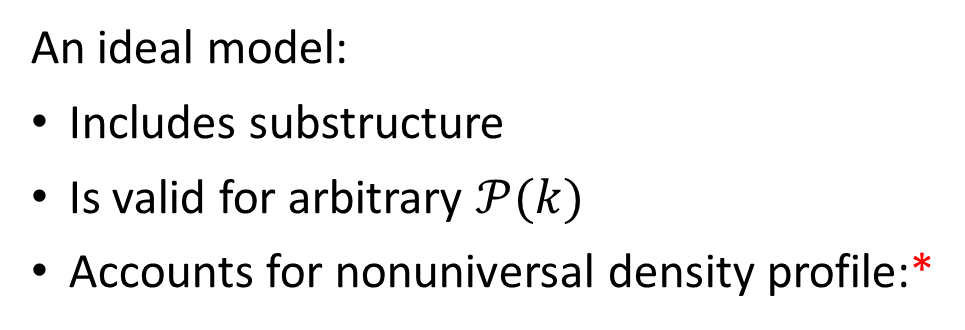 An ideal model:
• Includes substructure
• Is valid for arbitrary 𝒫(k)
• Accounts for nonuniversal density profile:*